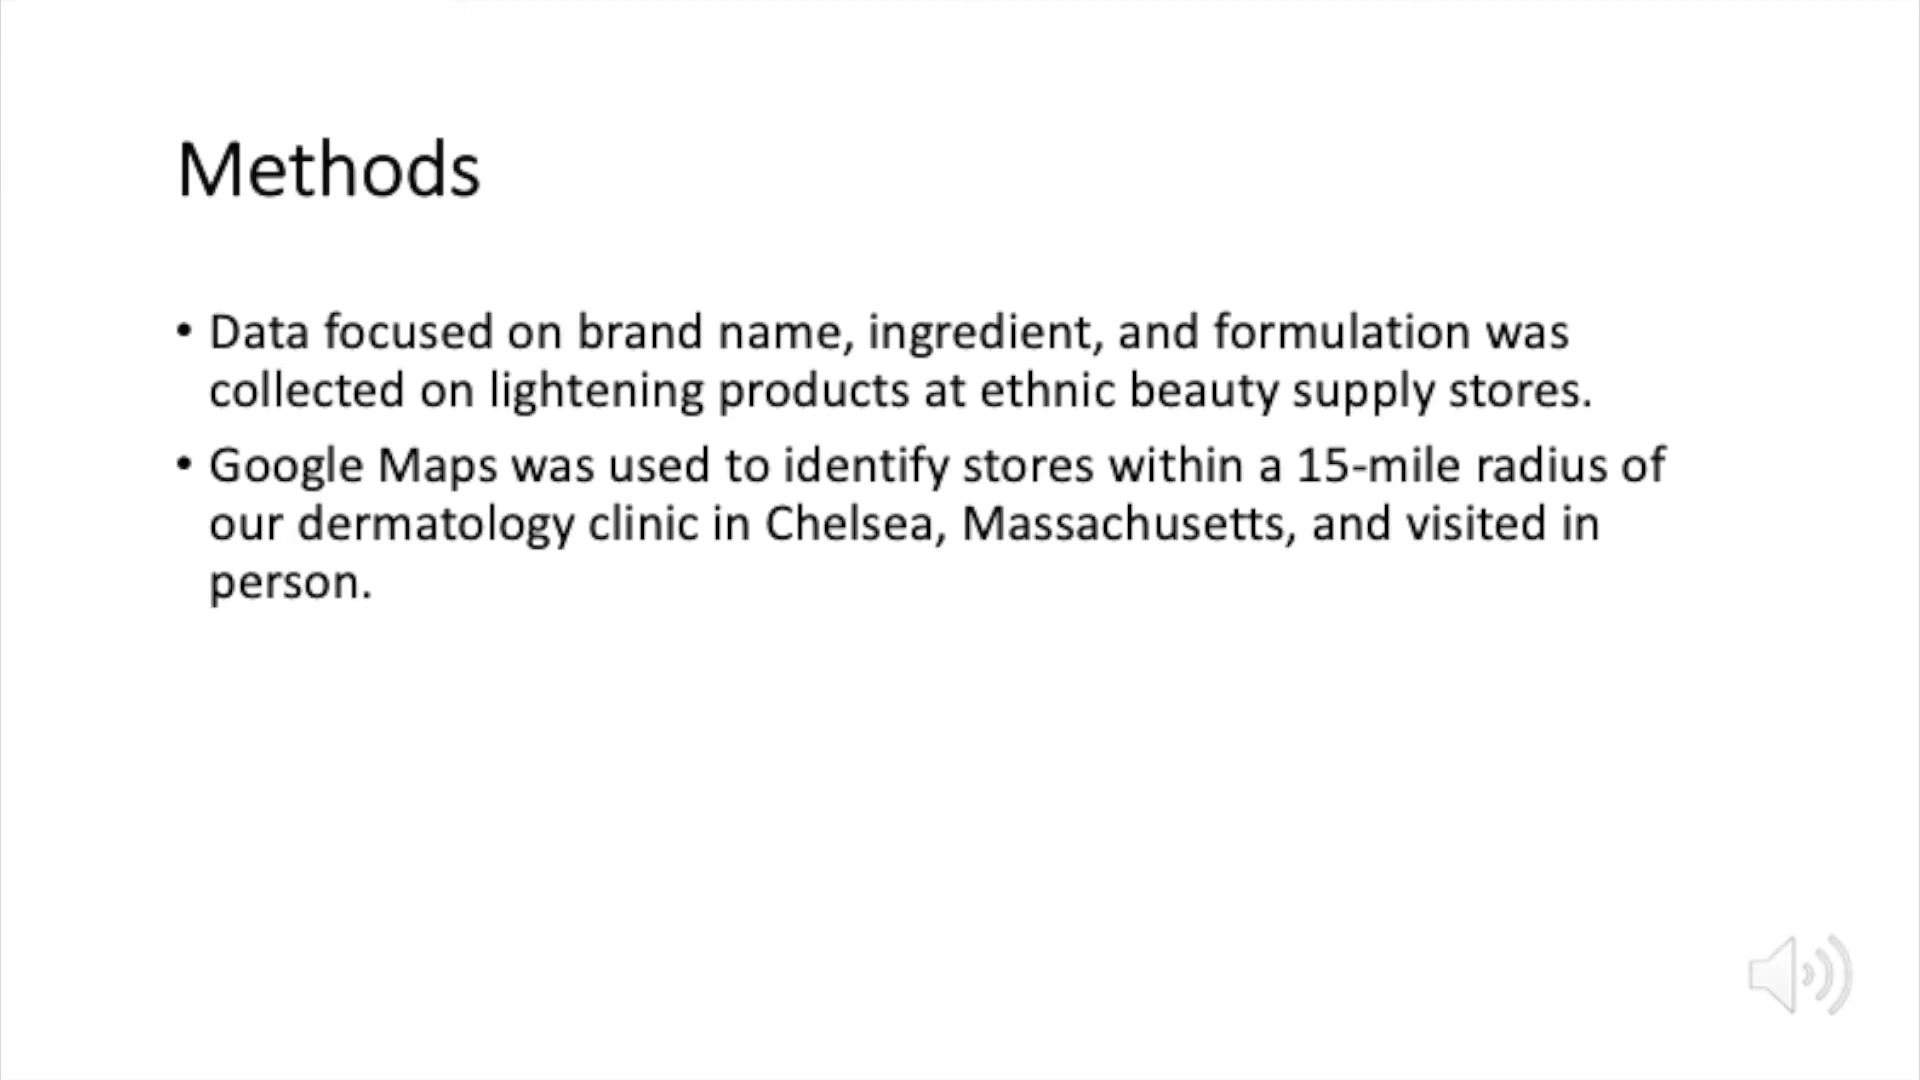 Methods
• Data focused on brand name, ingredient, and formulation was
collected on lightening products at ethnic beauty supply stores.
• Google Maps was used to identify stores within a 15-mile radius of
our dermatology clinic in Chelsea, Massachusetts, and visited in
person.